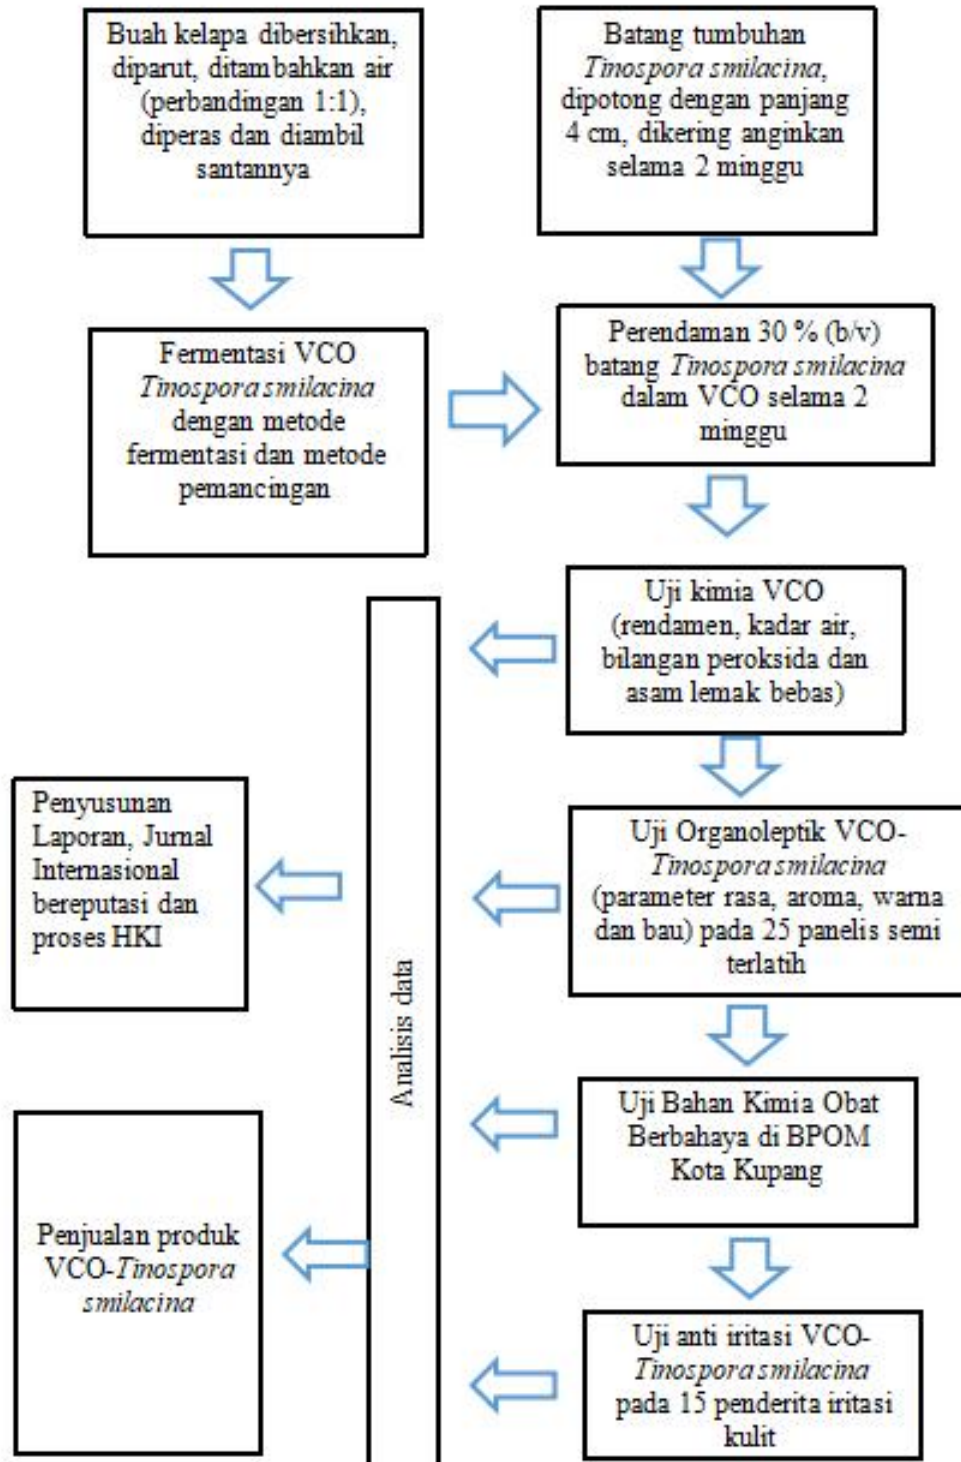 Buah kelapa dibersihkan,
diparut, ditambahkan air
(perbandingan 1:1),
diperas dan diambil
santannya
Batang tumbuhan
Tinospora smilacina,
dipotong dengan panjang
4 cm, dikering anginkan
selama 2 minggu
Fermentasi VCO
Tinospora smilacina
dengan metode
fermentasi dan metode
pemancingan
Perendaman 30 % (b/v)
batang Tinospora smilacina
dalam VCO selama 2
minggu
Uji kimia VCO
(rendamen, kadar air,
bilangan peroksida dan
asam lemak bebas)
Uji Organoleptik VCO-
Tinospora smilacina
(parameter rasa, aroma, warna
dan bau) pada 25 panelis semi
terlatih
Uji Bahan Kimia Obat
Berbahaya di BPOM
Kota Kupang
Uji anti iritasi VCO-
Tinospora smilacina
pada 15 penderita iritasi
kulit
Analisis data
Penyusunan
Laporan, Jurnal
Internasional
bereputasi dan
proses HKI
Penjualan produk
VCO-Tinospora
smilacina